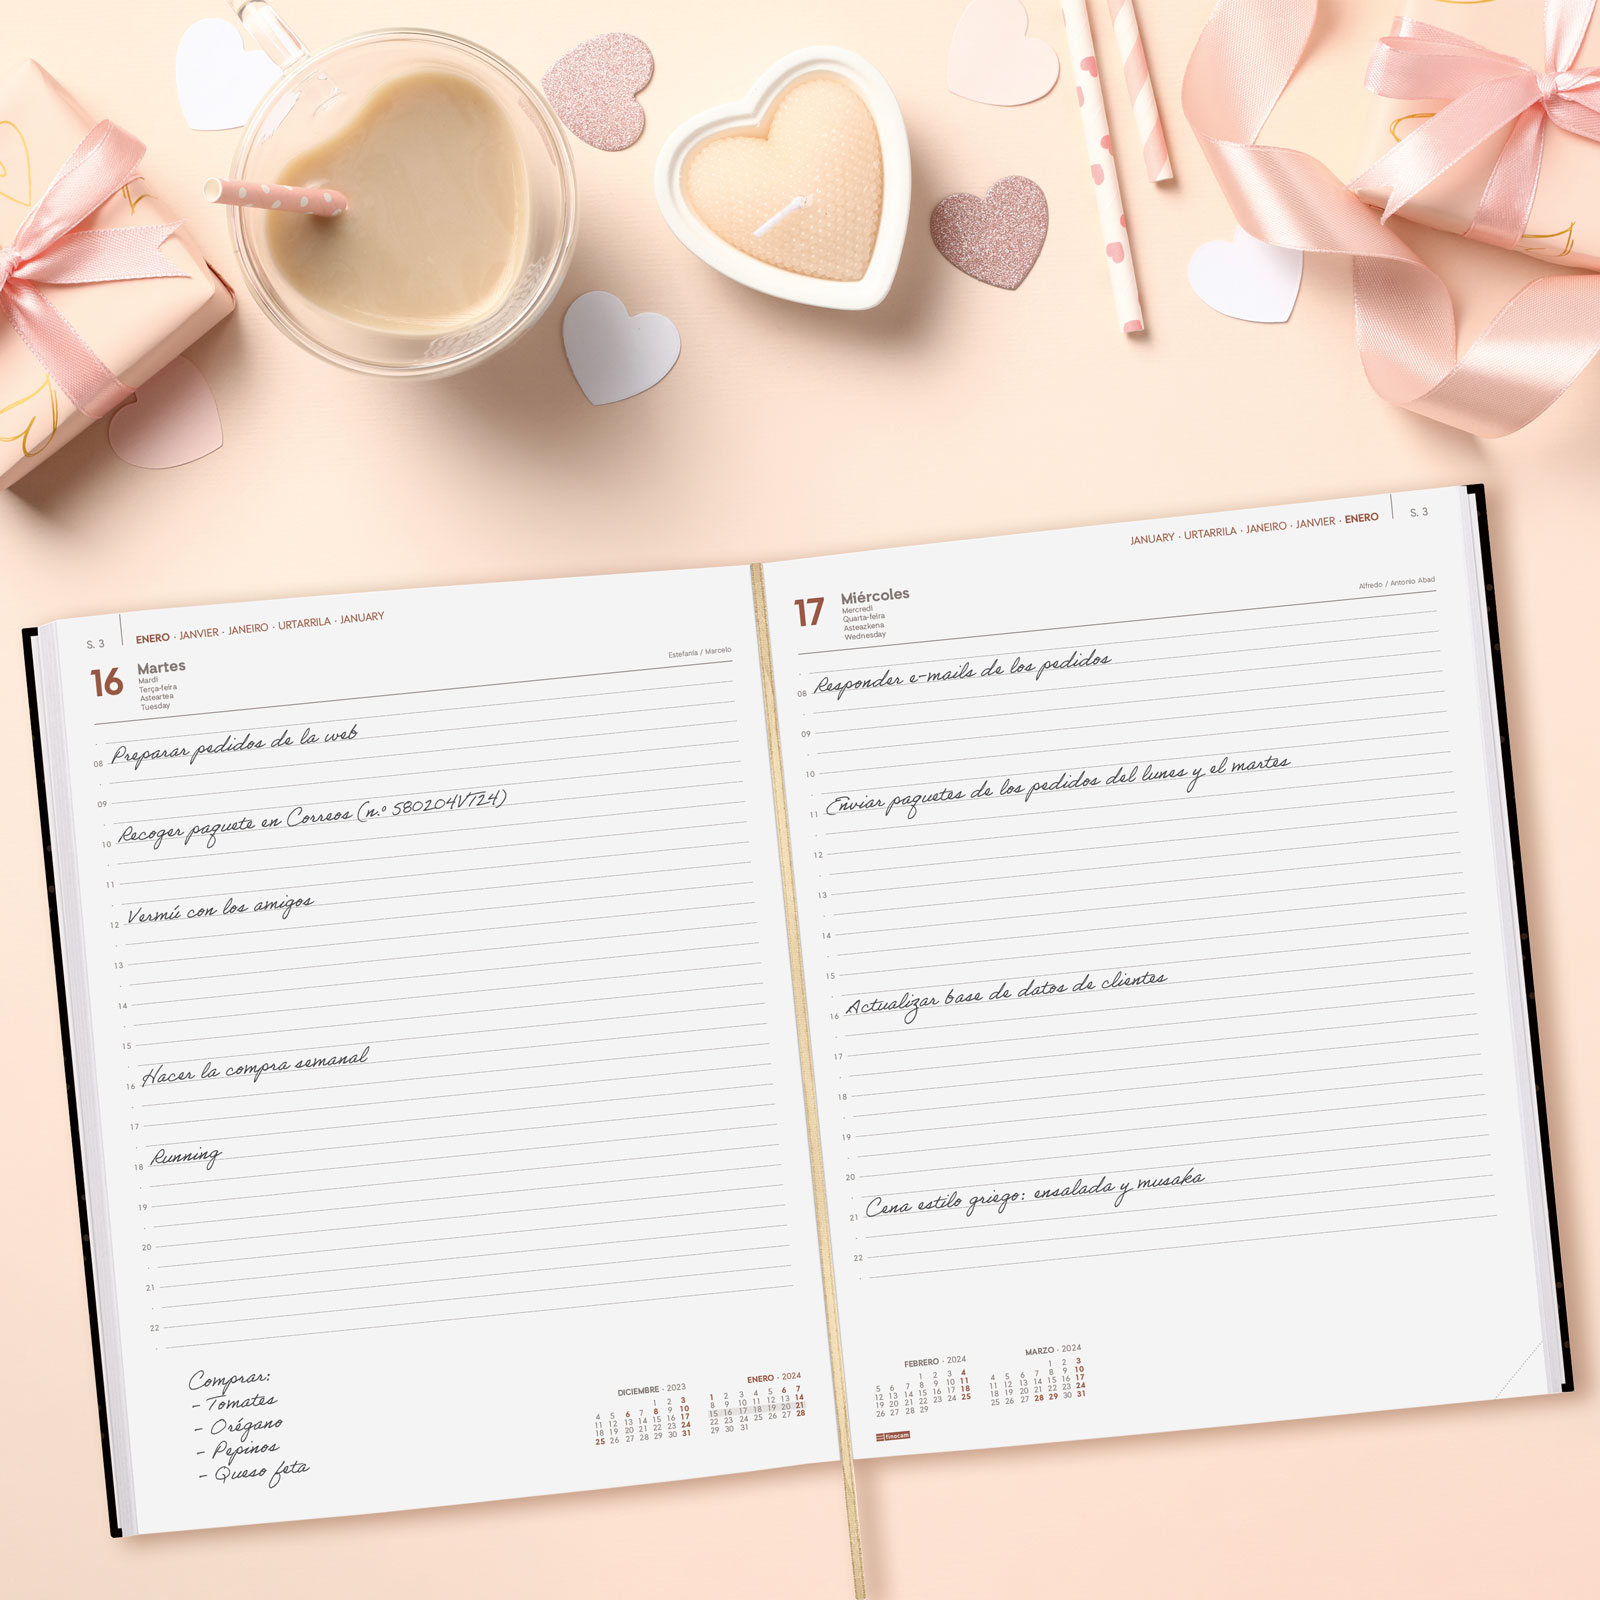 S. 3
ENERO · JANVIER · JANEIRO · URTARRILA · JANUARY
16 Martes
Mardi
Terça-feira
Asteartea
Tuesday
Estefanía / Marcelo
08 Preparar pedidos de la web
09
10 Recoger paquete en Correos (n.º 580204VT24)
11
12 Vermú con los amigos
13
14
15
16 Hacer la compra semanal
17
18 Running
19
20
21
22
Comprar:
- Tomates
- Orégano
- Pepinos
- Queso feta
DICIEMBRE · 2023
1 2 3
4 5 6 7 8 9 10
11 12 13 14 15 16 17
18 19 20 21 22 23 24
25 26 27 28 29 30 31
ENERO · 2024
1 2 3 4 5 6 7
8 9 10 11 12 13 14
15 16 17 18 19 20 21
22 23 24 25 26 27 28
29 30 31
JANUARY · URTARRILA · JANEIRO · JANVIER · ENERO
S. 3
17 Miércoles
Mercredi
Quarta-feira
Asteazkena
Wednesday
Alfredo / Antonio Abad
08 Responder e-mails de los pedidos
09
10
11 Enviar paquetes de los pedidos del lunes y el martes
12
13
14
15
16 Actualizar base de datos de clientes
17
18
19
20
21 Cena estilo griego: ensalada y musaka
22
FEBRERO · 2024
1 2 3 4
5 6 7 8 9 10 11
12 13 14 15 16 17 18
19 20 21 22 23 24 25
26 27 28 29
MARZO · 2024
1 2 3
4 5 6 7 8 9 10
11 12 13 14 15 16 17
18 19 20 21 22 23 24
25 26 27 28 29 30 31
finocam